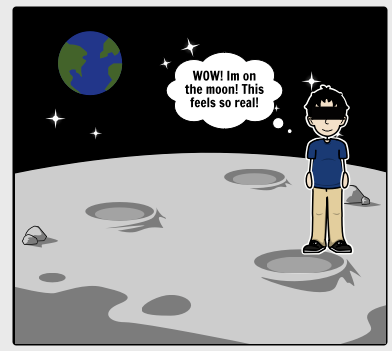 WOW! Im on
the moon! This
feels so real!